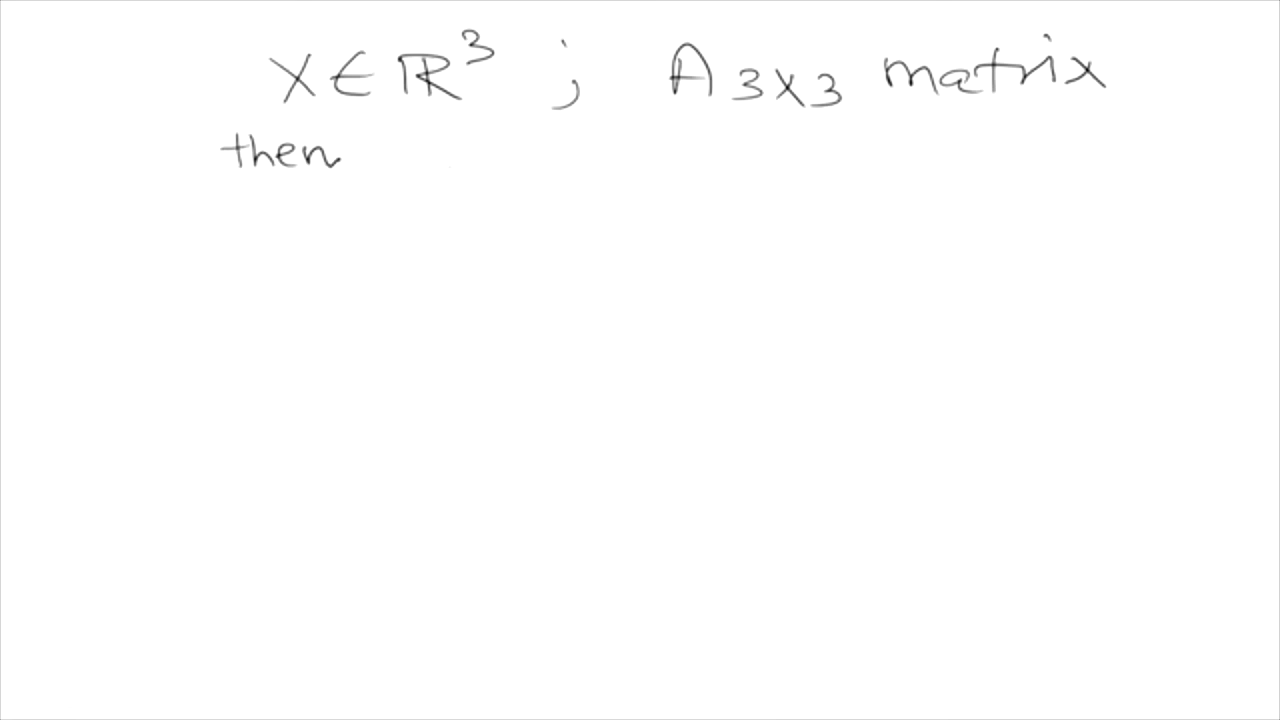 x ∈ ℝ³ ; A 3x3 matrix
then